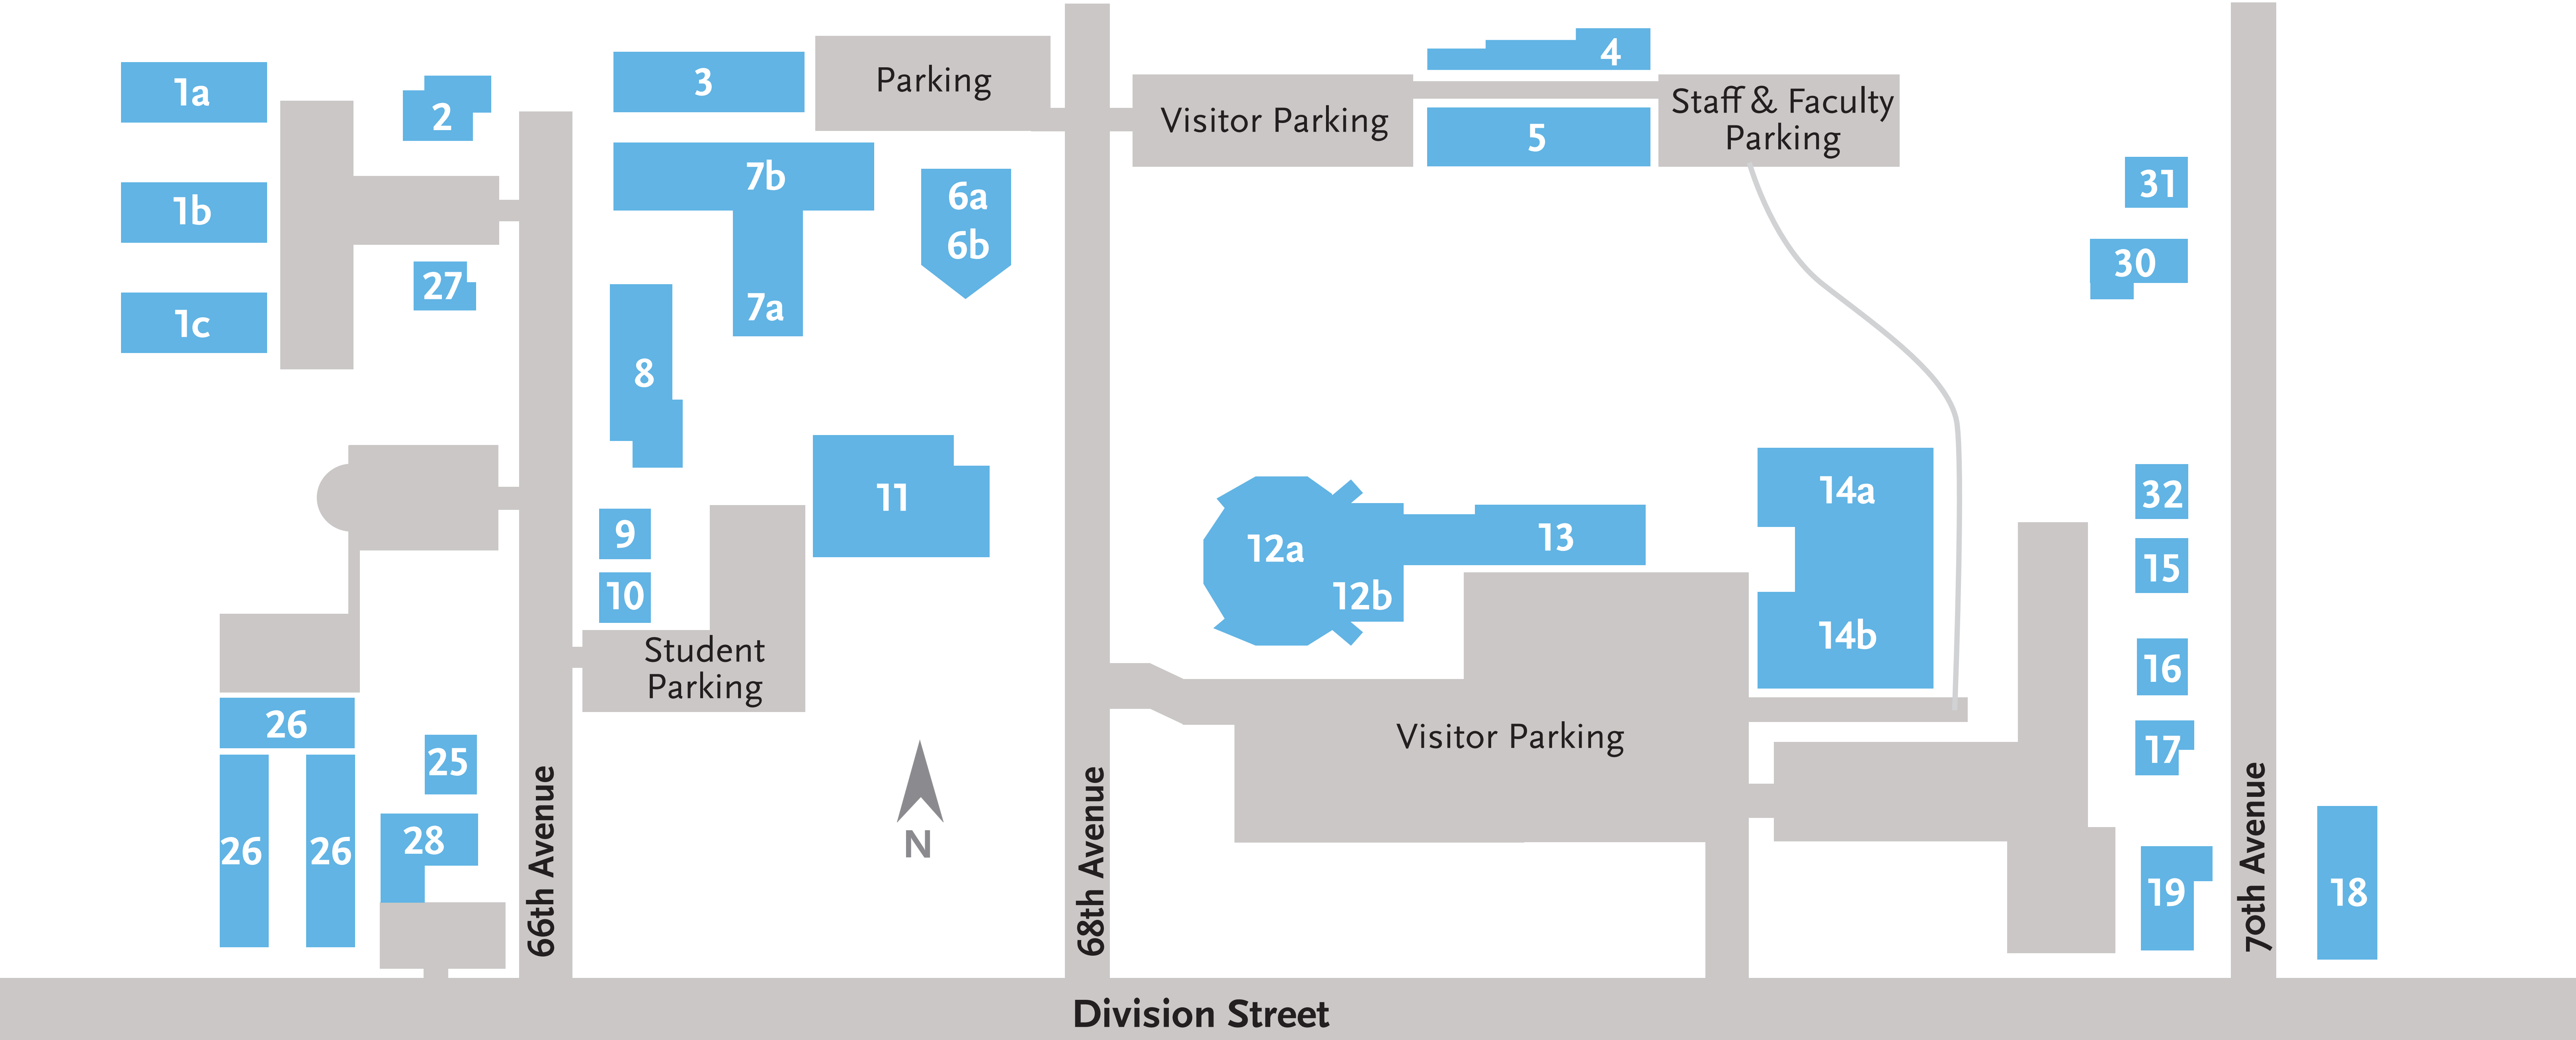 1a
2
3
Parking
4
Visitor Parking
5
Staff & Faculty
Parking
1b
7b
6a
6b
31
30
27
7a
1c
8
11
9
10
Student
Parking
12a
12b
13
14a
14b
32
15
16
17
Visitor Parking
26
25
26
26
28
N
66th Avenue
68th Avenue
70th Avenue
19
18
Division Street